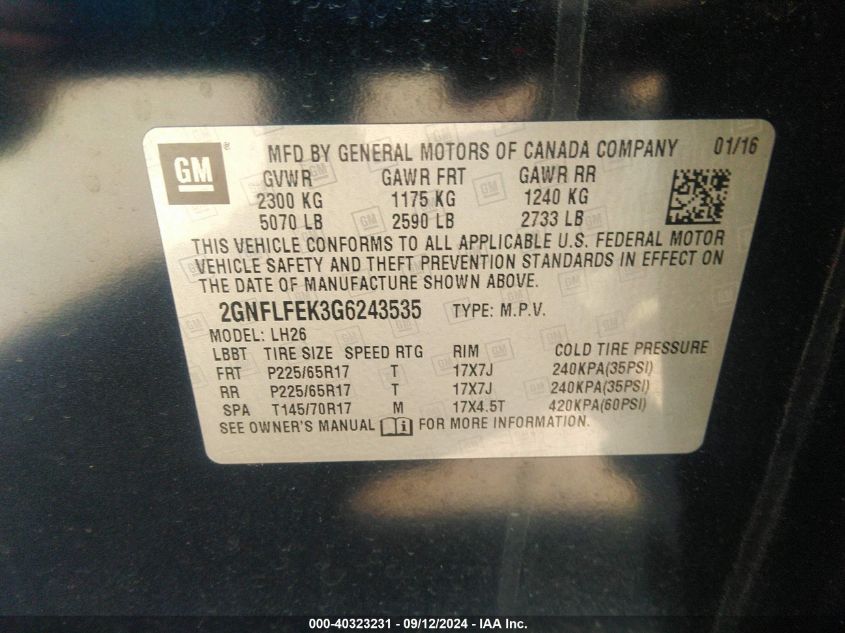 GM ® MFD BY GENERAL MOTORS OF CANADA COMPANY 01/16
GVWR GAWR FRT GAWR RR
2300 KG 1175 KG 1240 KG
5070 LB 2590 LB 2733 LB
THIS VEHICLE CONFORMS TO ALL APPLICABLE U.S. FEDERAL MOTOR
VEHICLE SAFETY AND THEFT PREVENTION STANDARDS IN EFFECT ON
THE DATE OF MANUFACTURE SHOWN ABOVE.
2GNFLFEK3G6243535 TYPE: M.P.V.
MODEL: LH26
LBBT TIRE SIZE SPEED RTG RIM COLD TIRE PRESSURE
FRT P225/65R17 T 17X7J 240KPA(35PSI)
RR P225/65R17 T 17X7J 240KPA(35PSI)
SPA T145/70R17 M 17X4.5T 420KPA(60PSI)
SEE OWNER'S MANUAL FOR MORE INFORMATION.
000-40323231 - 09/12/2024 - IAA Inc.